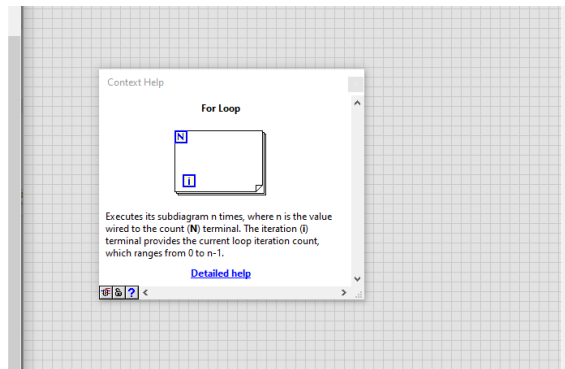 Context Help
For Loop
N
i
Executes its subdiagram n times, where n is the value
wired to the count (N) terminal. The iteration (i)
terminal provides the current loop iteration count,
which ranges from 0 to n-1.
Detailed help
?